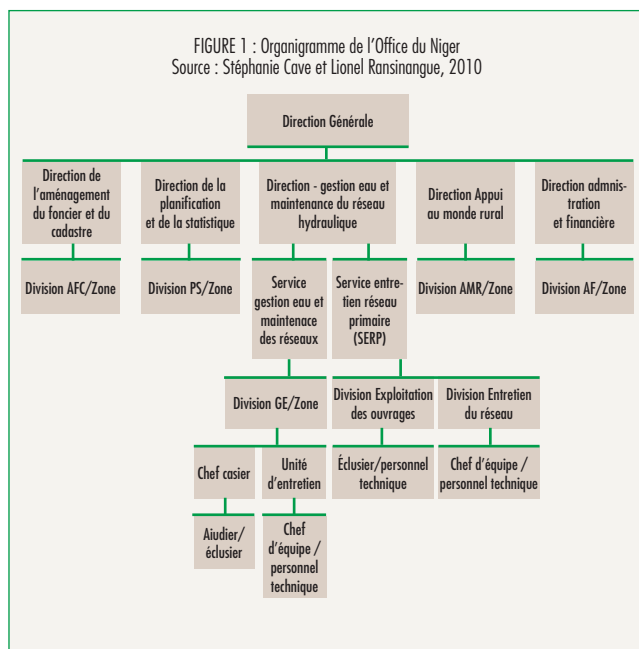 FIGURE 1 : Organigramme de l'Office du Niger
Source : Stéphanie Cave et Lionel Ransinangue, 2010
Direction Générale
Direction de
l'aménagement
du foncier et du
cadastre
Direction de la
planification
et de la statistique
Direction - gestion eau et
maintenance du réseau
hydraulique
Direction Appui
au monde rural
Direction admnis-
tration
et financière
Division AFC/Zone
Division PS/Zone
Service
gestion eau et
maintenace
des réseaux
Service entre-
tien réseau
primaire
(SERP)
Division AMR/Zone
Division AF/Zone
Division GE/Zone
Division Exploitation
des ouvrages
Division Entretien
du réseau
Chef casier
Unité
d'entretien
Éclusier/personnel
technique
Chef d'équipe /
personnel technique
Aiudier/
éclusier
Chef
d'équipe /
personnel
technique